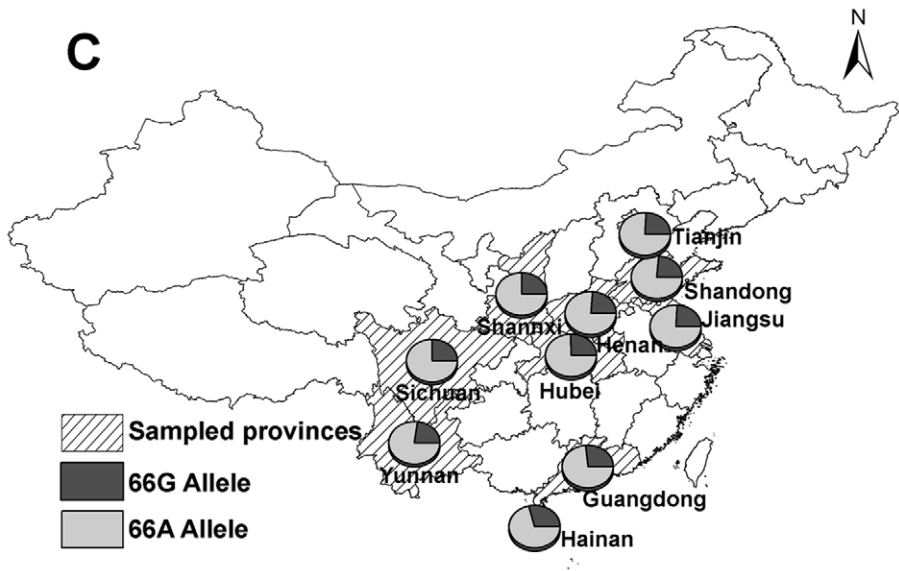 C
N
Tianjin
Shandong
Jiangsu
Shannxi
Henan
Hubei
Sichuan
Yunnan
Guangdong
Hainan
Sampled provinces
66G Allele
66A Allele